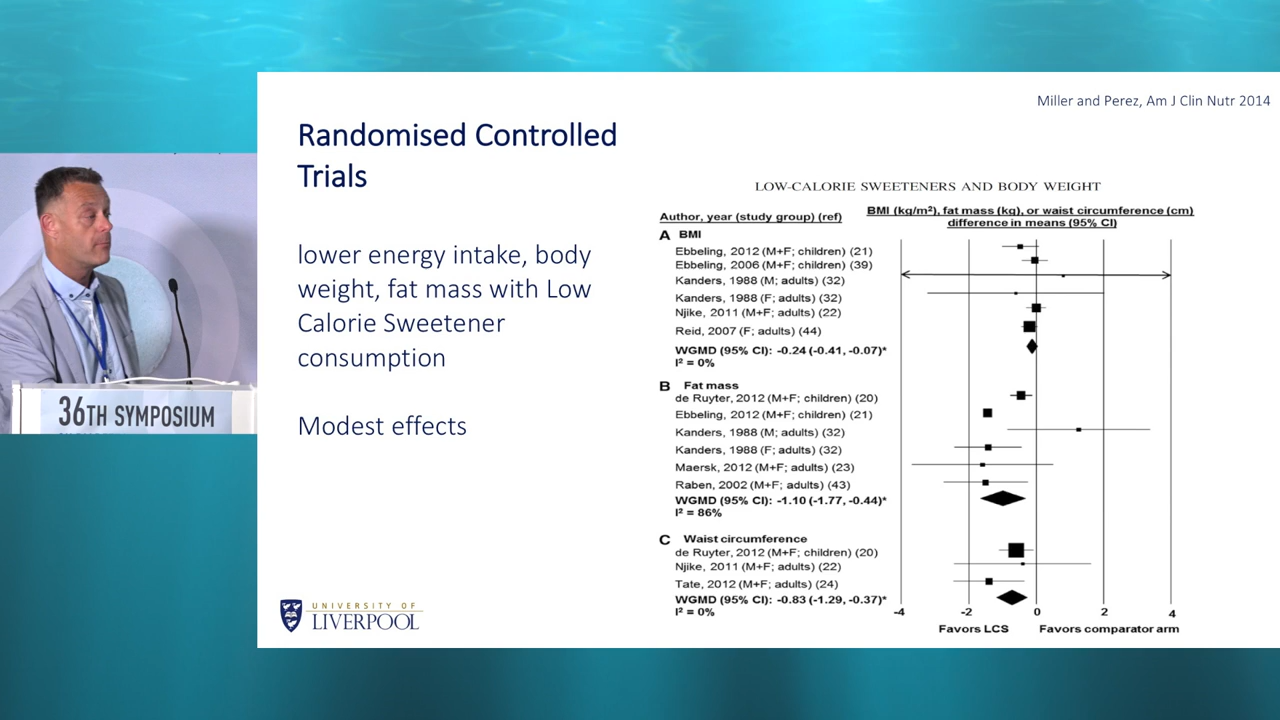 Miller and Perez, Am J Clin Nutr 2014
Randomised Controlled
Trials
lower energy intake, body
weight, fat mass with Low
Calorie Sweetener
consumption
Modest effects
UNIVERSITY OF
LIVERPOOL
36TH SYMPOSIUM
LOW-CALORIE SWEETENERS AND BODY WEIGHT
Author, year (study group) (ref)
BMI (kg/m²), fat mass (kg), or waist circumference (cm)
difference in means (95% CI)
A BMI
Ebbeling, 2012 (M+F; children) (21)
Ebbeling, 2006 (M+F; children) (39)
Kanders, 1988 (M; adults) (32)
Kanders, 1988 (F; adults) (32)
Njike, 2011 (M+F; adults) (22)
Reid, 2007 (F; adults) (44)
WGMD (95% CI): -0.24 (-0.41, -0.07)*
I² = 0%
B Fat mass
de Ruyter, 2012 (M+F; children) (20)
Ebbeling, 2012 (M+F; children) (21)
Kanders, 1988 (M; adults) (32)
Kanders, 1988 (F; adults) (32)
Maersk, 2012 (M+F; adults) (23)
Raben, 2002 (M+F; adults) (43)
WGMD (95% CI): -1.10 (-1.77, -0.44)*
I² = 86%
C Waist circumference
de Ruyter, 2012 (M+F; children) (20)
Njike, 2011 (M+F; adults) (22)
Tate, 2012 (M+F; adults) (24)
WGMD (95% CI): -0.83 (-1.29, -0.37)*
I² = 0%
-4 -2 0 2 4
Favors LCS Favors comparator arm